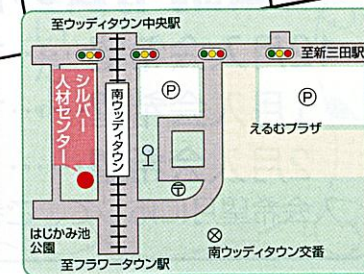 至ウッディタウン中央駅
至新三田駅
シルバー
人材センター
南ウッディタウン
P
P
えるむプラザ
〒
はじかみ池
公園
南ウッディタウン交番
至フラワータウン駅